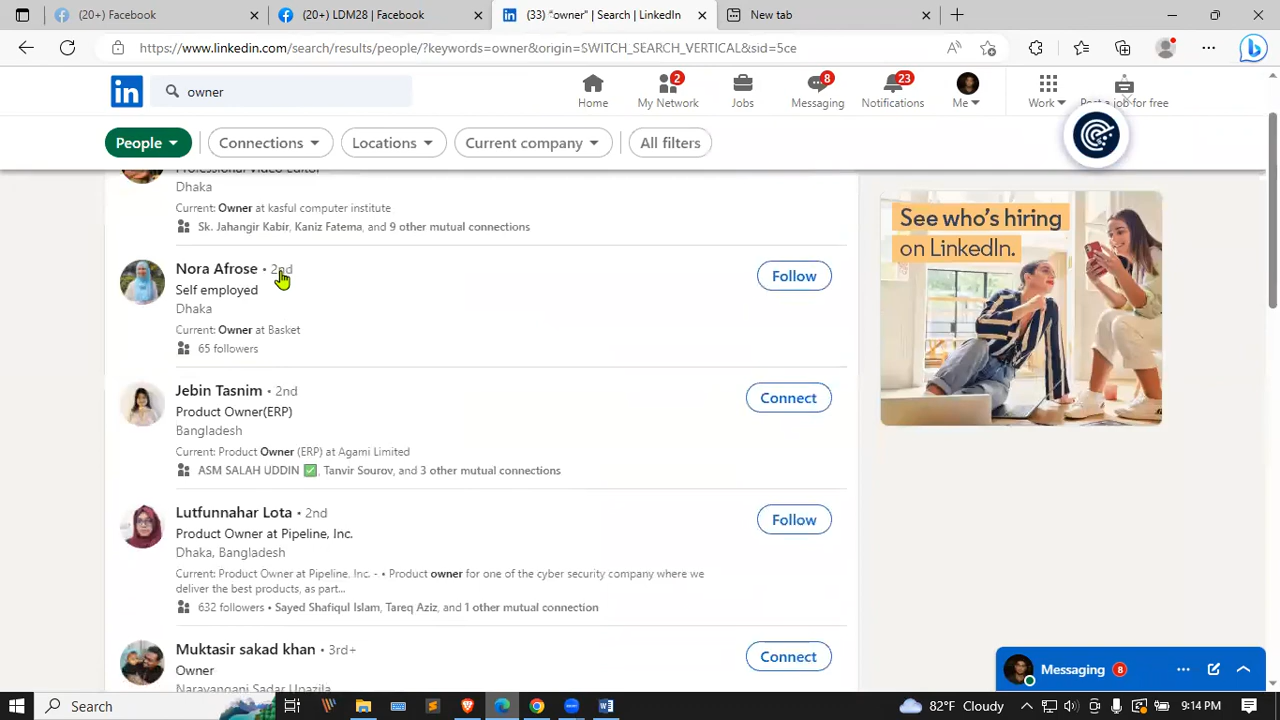 (20+) Facebook
(20+) LDM28 | Facebook
(33) "owner" | Search | LinkedIn
New tab
https://www.linkedin.com/search/results/people/?keywords=owner&origin=SWITCH_SEARCH_VERTICAL&sid=5ce
in
owner
Home
2
My Network
Jobs
8
Messaging
23
Notifications
Me
Work
Post a job for free
People
Connections
Locations
Current company
All filters
Professional Video Editor
Dhaka
Current: Owner at kasful computer institute
Sk. Jahangir Kabir, Kaniz Fatema, and 9 other mutual connections
Nora Afrose • 2nd
Self employed
Dhaka
Current: Owner at Basket
65 followers
Follow
Jebin Tasnim • 2nd
Product Owner(ERP)
Bangladesh
Current: Product Owner (ERP) at Agami Limited
ASM SALAH UDDIN ✅, Tanvir Sourov, and 3 other mutual connections
Connect
Lutfunnahar Lota • 2nd
Product Owner at Pipeline, Inc.
Dhaka, Bangladesh
Current: Product Owner at Pipeline, Inc. - • Product owner for one of the cyber security company where we
deliver the best products, as part...
632 followers • Sayed Shafiqul Islam, Tareq Aziz, and 1 other mutual connection
Follow
Muktasir sakad khan • 3rd+
Owner
Narayanganj Sadar Upazila
Connect
See who's hiring
on LinkedIn.
Messaging 8
Search
82°F Cloudy
9:14 PM